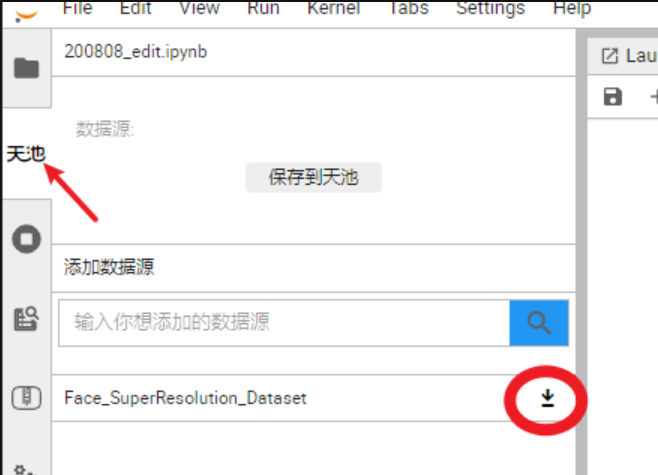 File Edit View Run Kernel Tabs Settings Help
200808_edit.ipynb
Lau
数据源:
天池
保存到天池
添加数据源
输入你想添加的数据源
Face_SuperResolution_Dataset